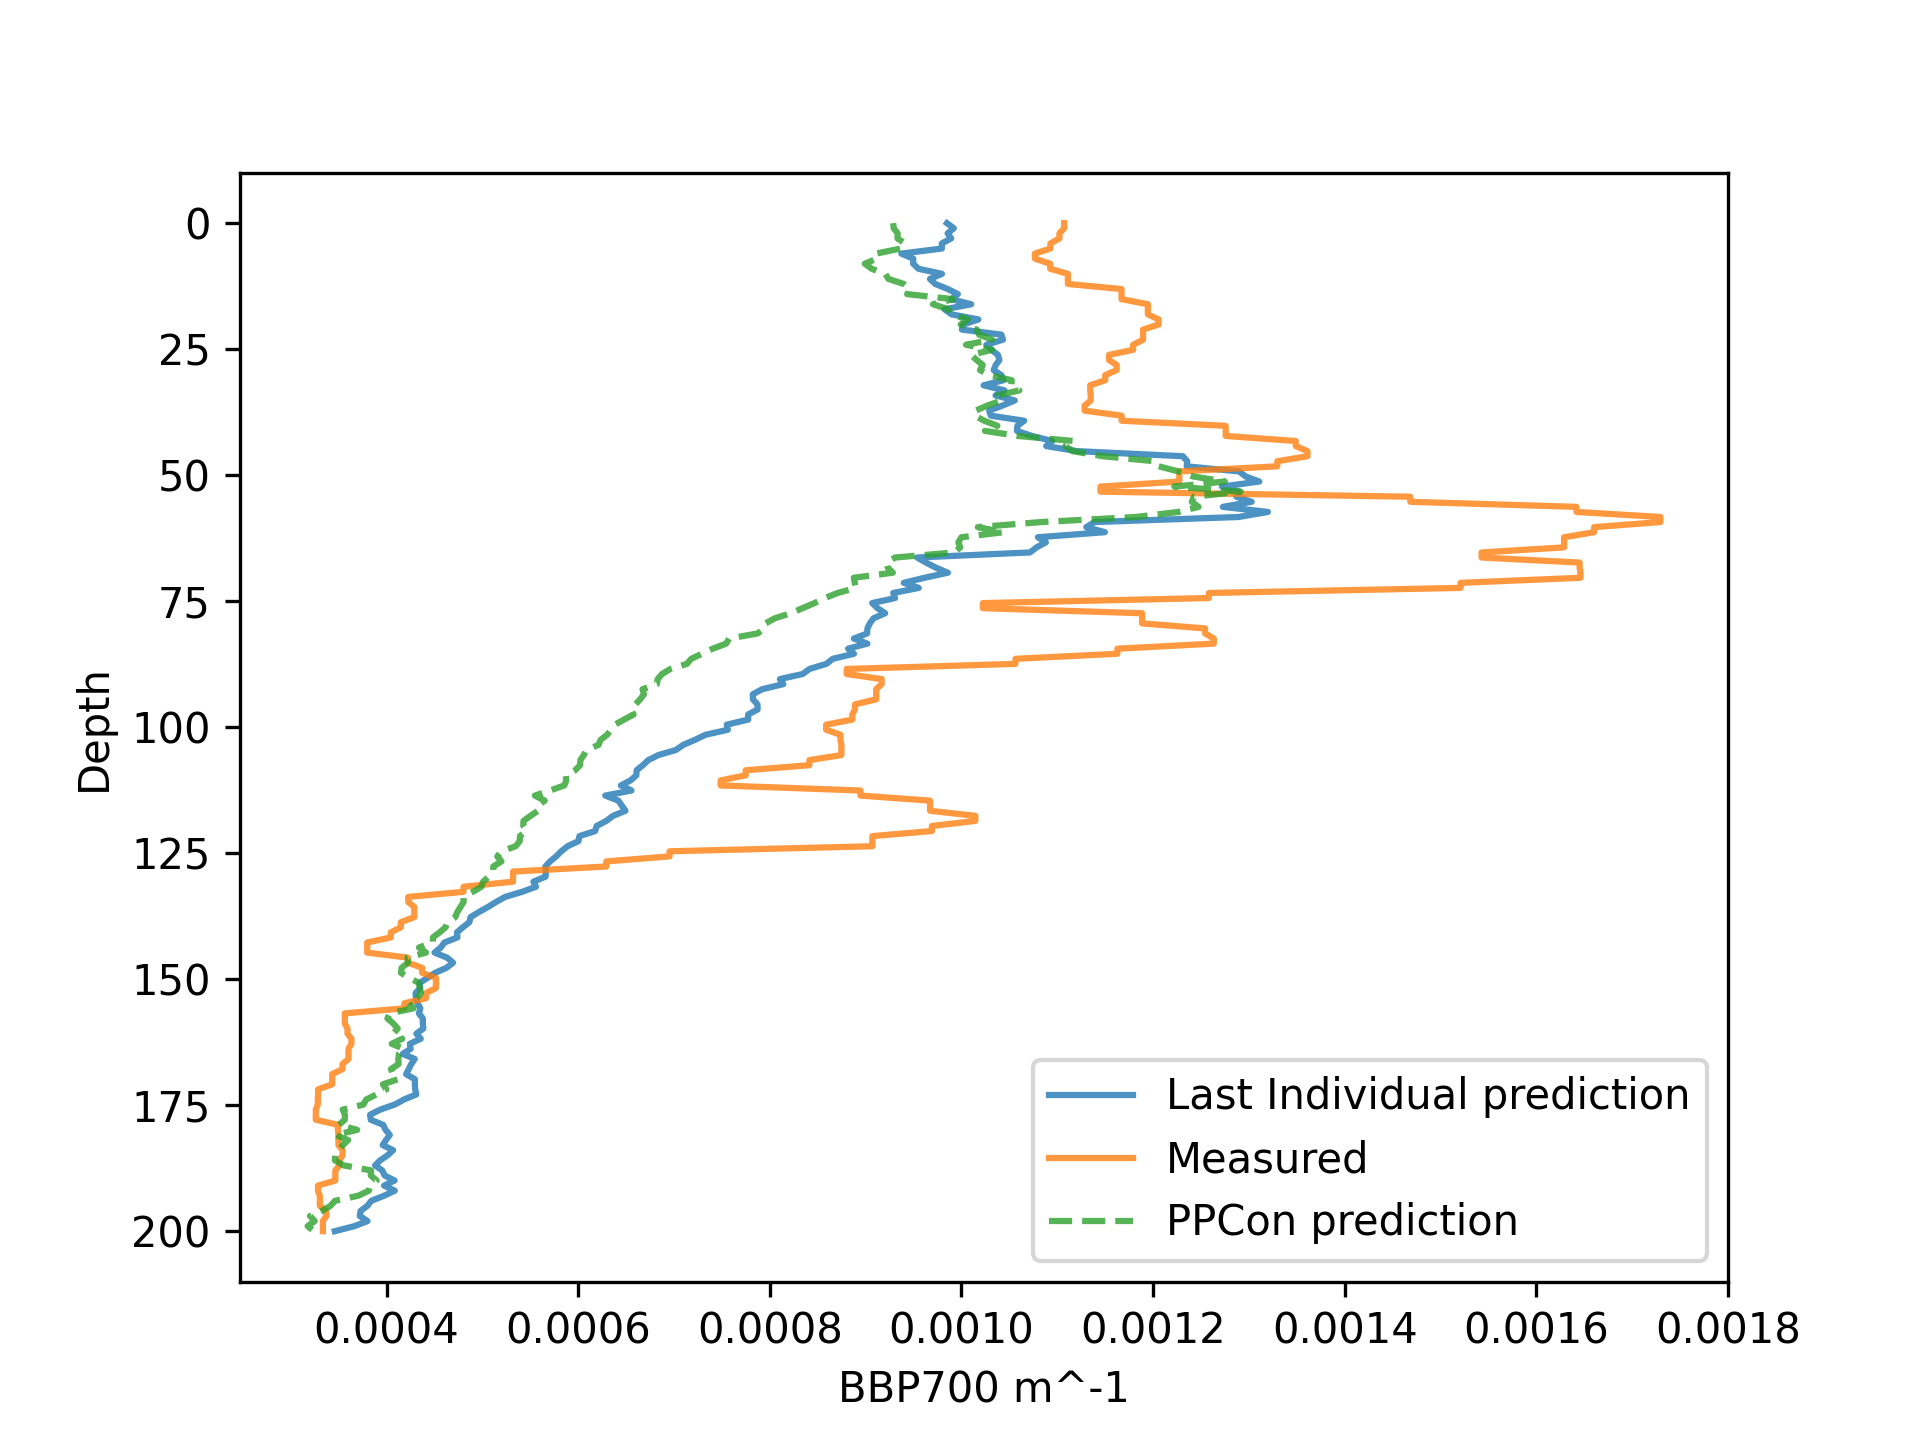 0
25
50
75
100
125
150
175
200
Depth
0.0004 0.0006 0.0008 0.0010 0.0012 0.0014 0.0016 0.0018
BBP700 m^-1
Last Individual prediction
Measured
PPCon prediction